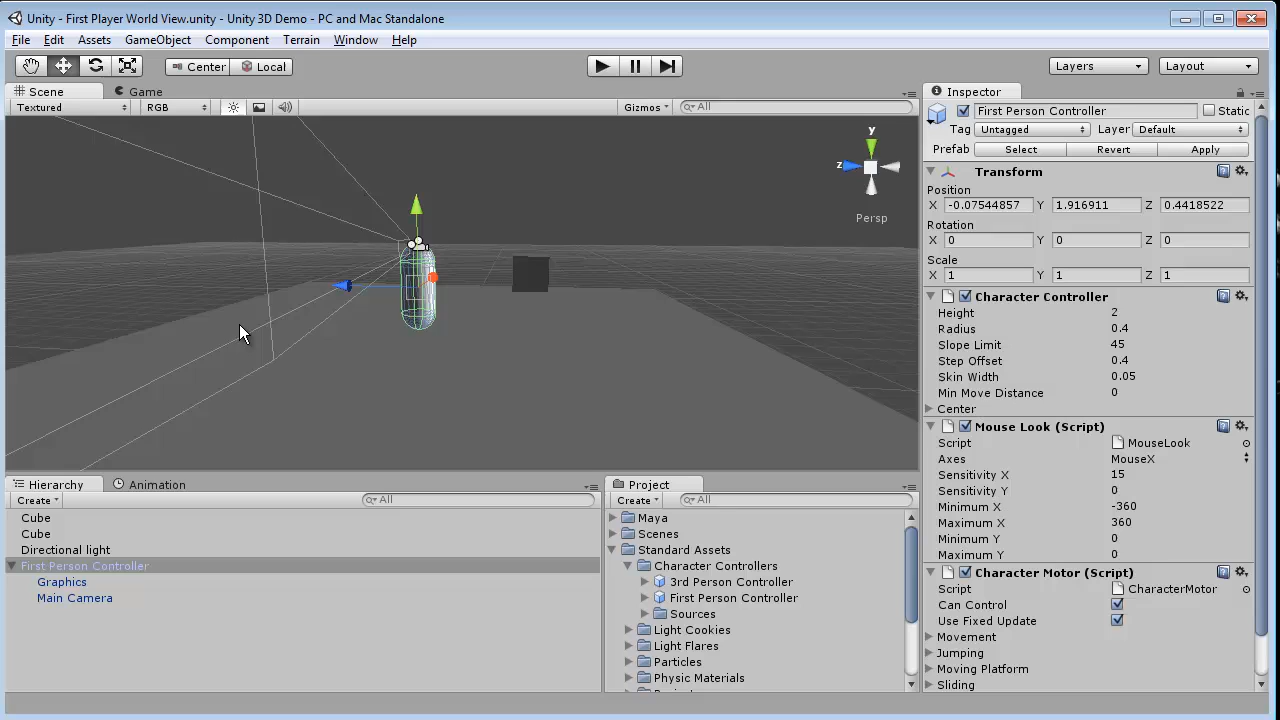 Unity - First Player World View.unity - Unity 3D Demo - PC and Mac Standalone
File Edit Assets GameObject Component Terrain Window Help
Center Local Layers Layout
Scene Game
Textured RGB Gizmos All
y
z
Persp
Inspector
First Person Controller Static
Tag Untagged Layer Default
Prefab Select Revert Apply
Transform
Position
X -0.07544857 Y 1.916911 Z 0.4418522
Rotation
X 0 Y 0 Z 0
Scale
X 1 Y 1 Z 1
Character Controller
Height 2
Radius 0.4
Slope Limit 45
Step Offset 0.4
Skin Width 0.05
Min Move Distance 0
Center
Mouse Look (Script)
Script MouseLook
Axes MouseX
Sensitivity X 15
Sensitivity Y 0
Minimum X -360
Maximum X 360
Minimum Y 0
Maximum Y 0
Character Motor (Script)
Script CharacterMotor
Can Control
Use Fixed Update
Movement
Jumping
Moving Platform
Sliding
Hierarchy Animation
Create All
Cube
Cube
Directional light
First Person Controller
Graphics
Main Camera
Project
Create All
Maya
Scenes
Standard Assets
Character Controllers
3rd Person Controller
First Person Controller
Sources
Light Cookies
Light Flares
Particles
Physic Materials